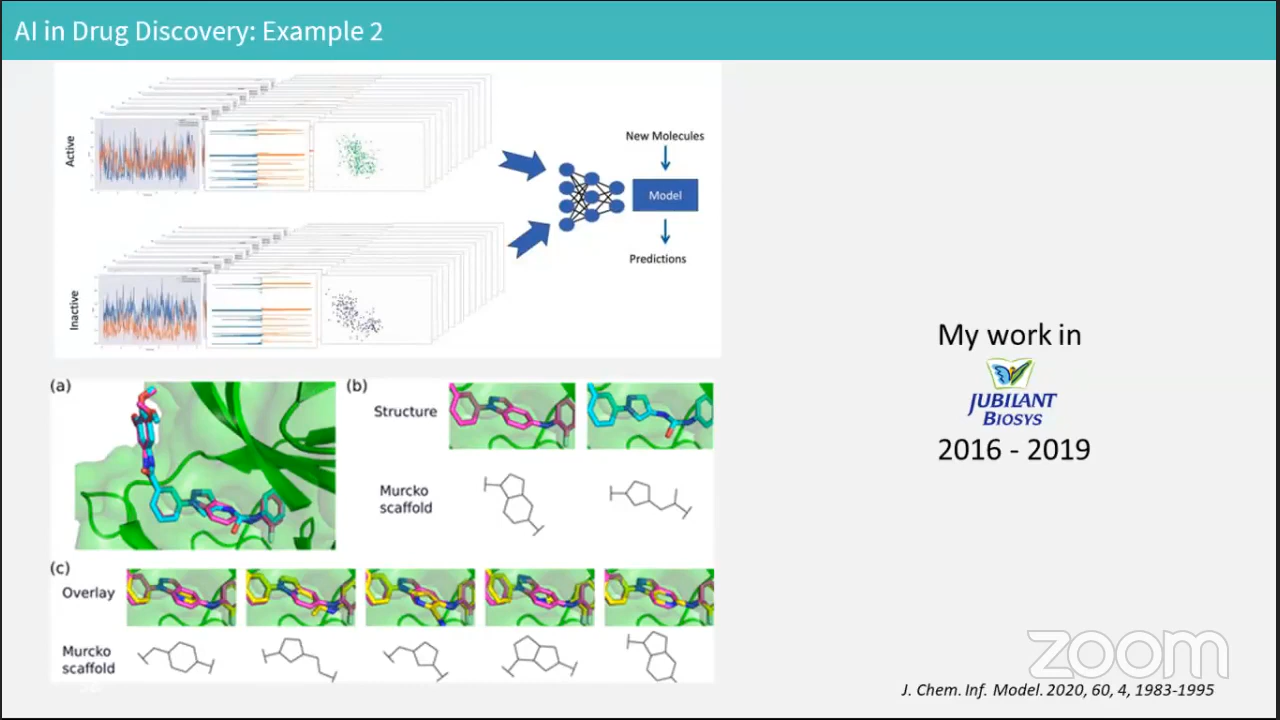 AI in Drug Discovery: Example 2
Active
New Molecules
Model
Predictions
Inactive
(a)
(b)
Structure
Murcko
scaffold
(c)
Overlay
Murcko
scaffold
My work in
JUBILANT
BIOSYS
2016 - 2019
zoom
J. Chem. Inf. Model. 2020, 60, 4, 1983-1995